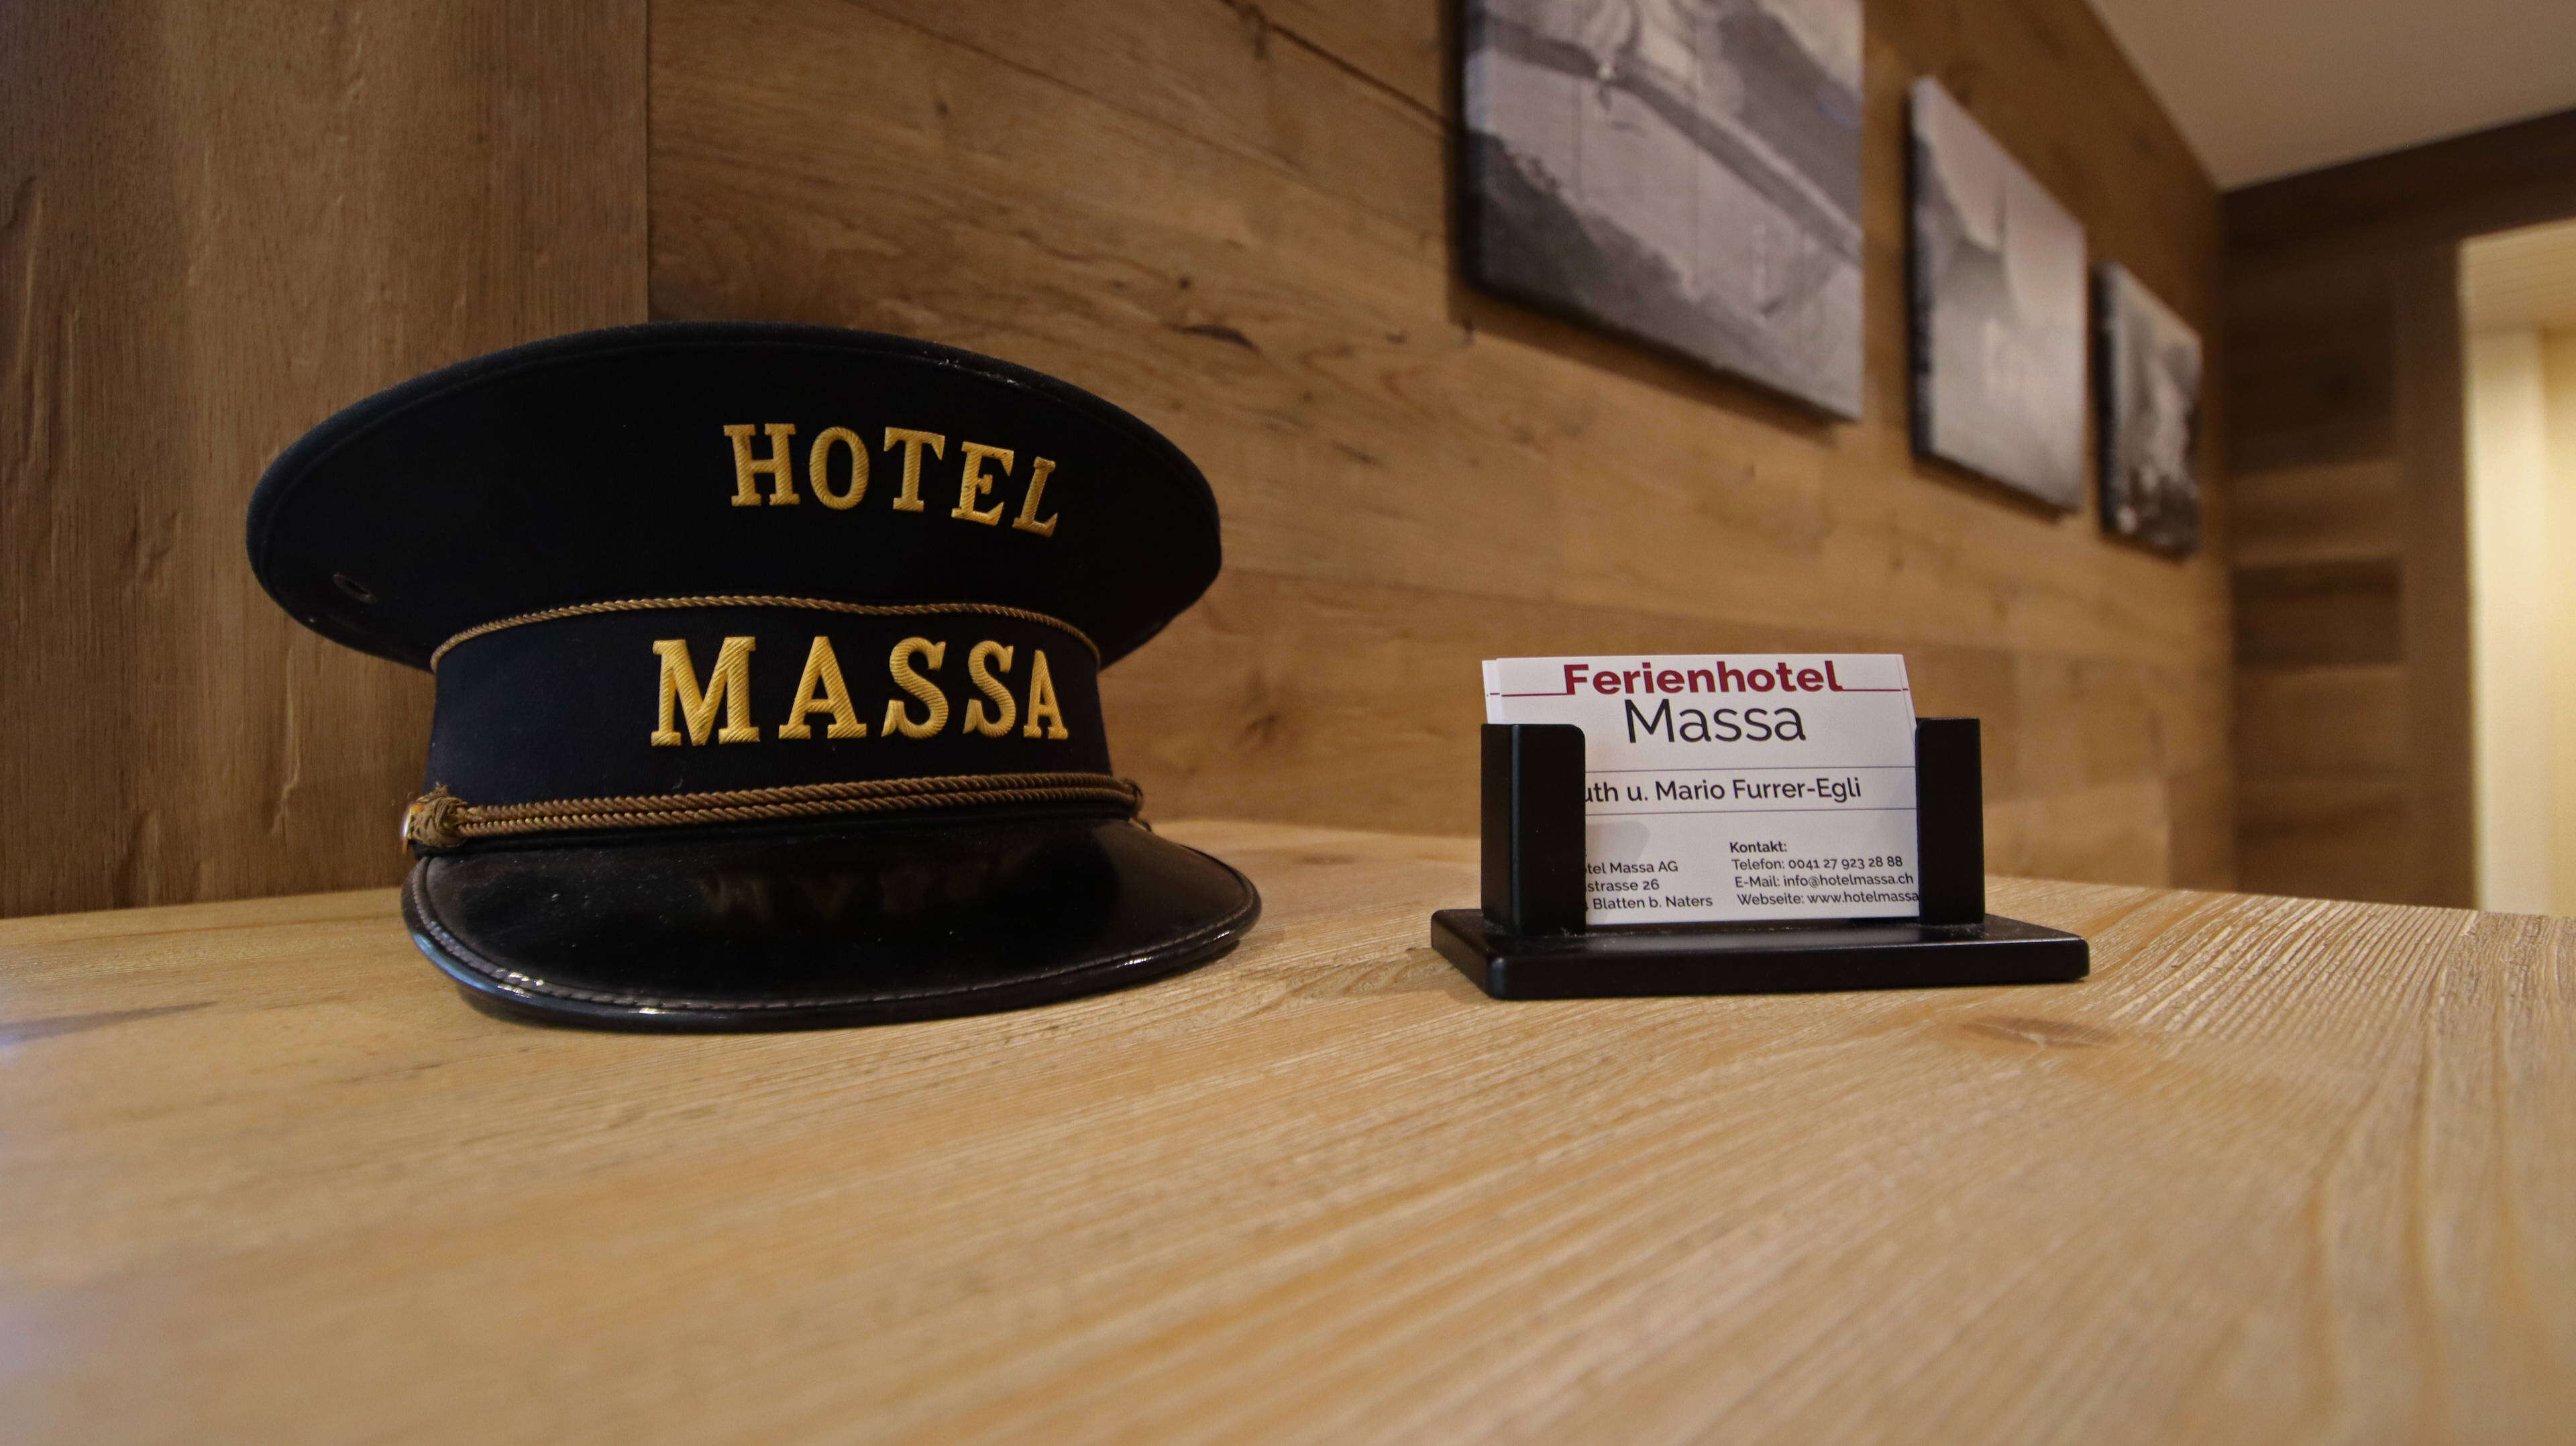 HOTEL
MASSA
Ferienhotel
Massa
uth u. Mario Furrer-Egli
tel Massa AG
strasse 26
Blatten b. Naters
Kontakt:
Telefon: 0041 27 923 28 88
E-Mail: info@hotelmassa.ch
Webseite: www.hotelmassa